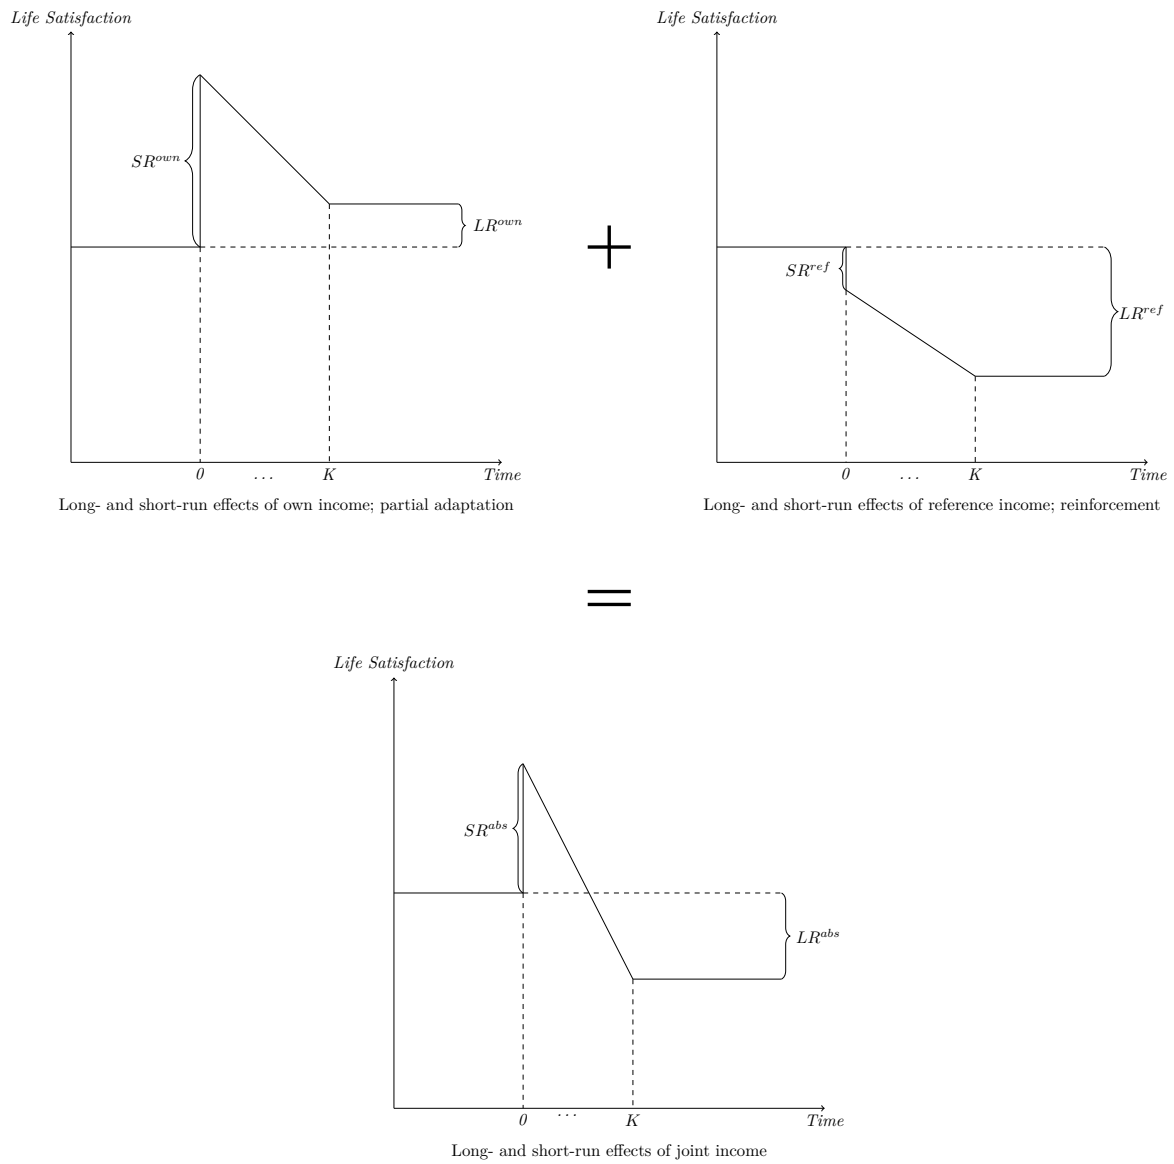 Life Satisfaction
SR^own
LR^own
0 ... K Time
Long- and short-run effects of own income; partial adaptation
+
Life Satisfaction
SR^ref
LR^ref
0 ... K Time
Long- and short-run effects of reference income; reinforcement
=
Life Satisfaction
SR^abs
LR^abs
0 ... K Time
Long- and short-run effects of joint income